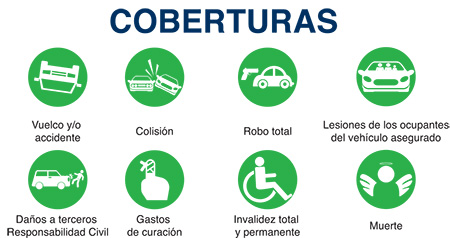 COBERTURAS
Vuelco y/o
accidente
Colisión
Robo total
Lesiones de los ocupantes
del vehículo asegurado
Daños a terceros
Responsabilidad Civil
Gastos
de curación
Invalidez total
y permanente
Muerte